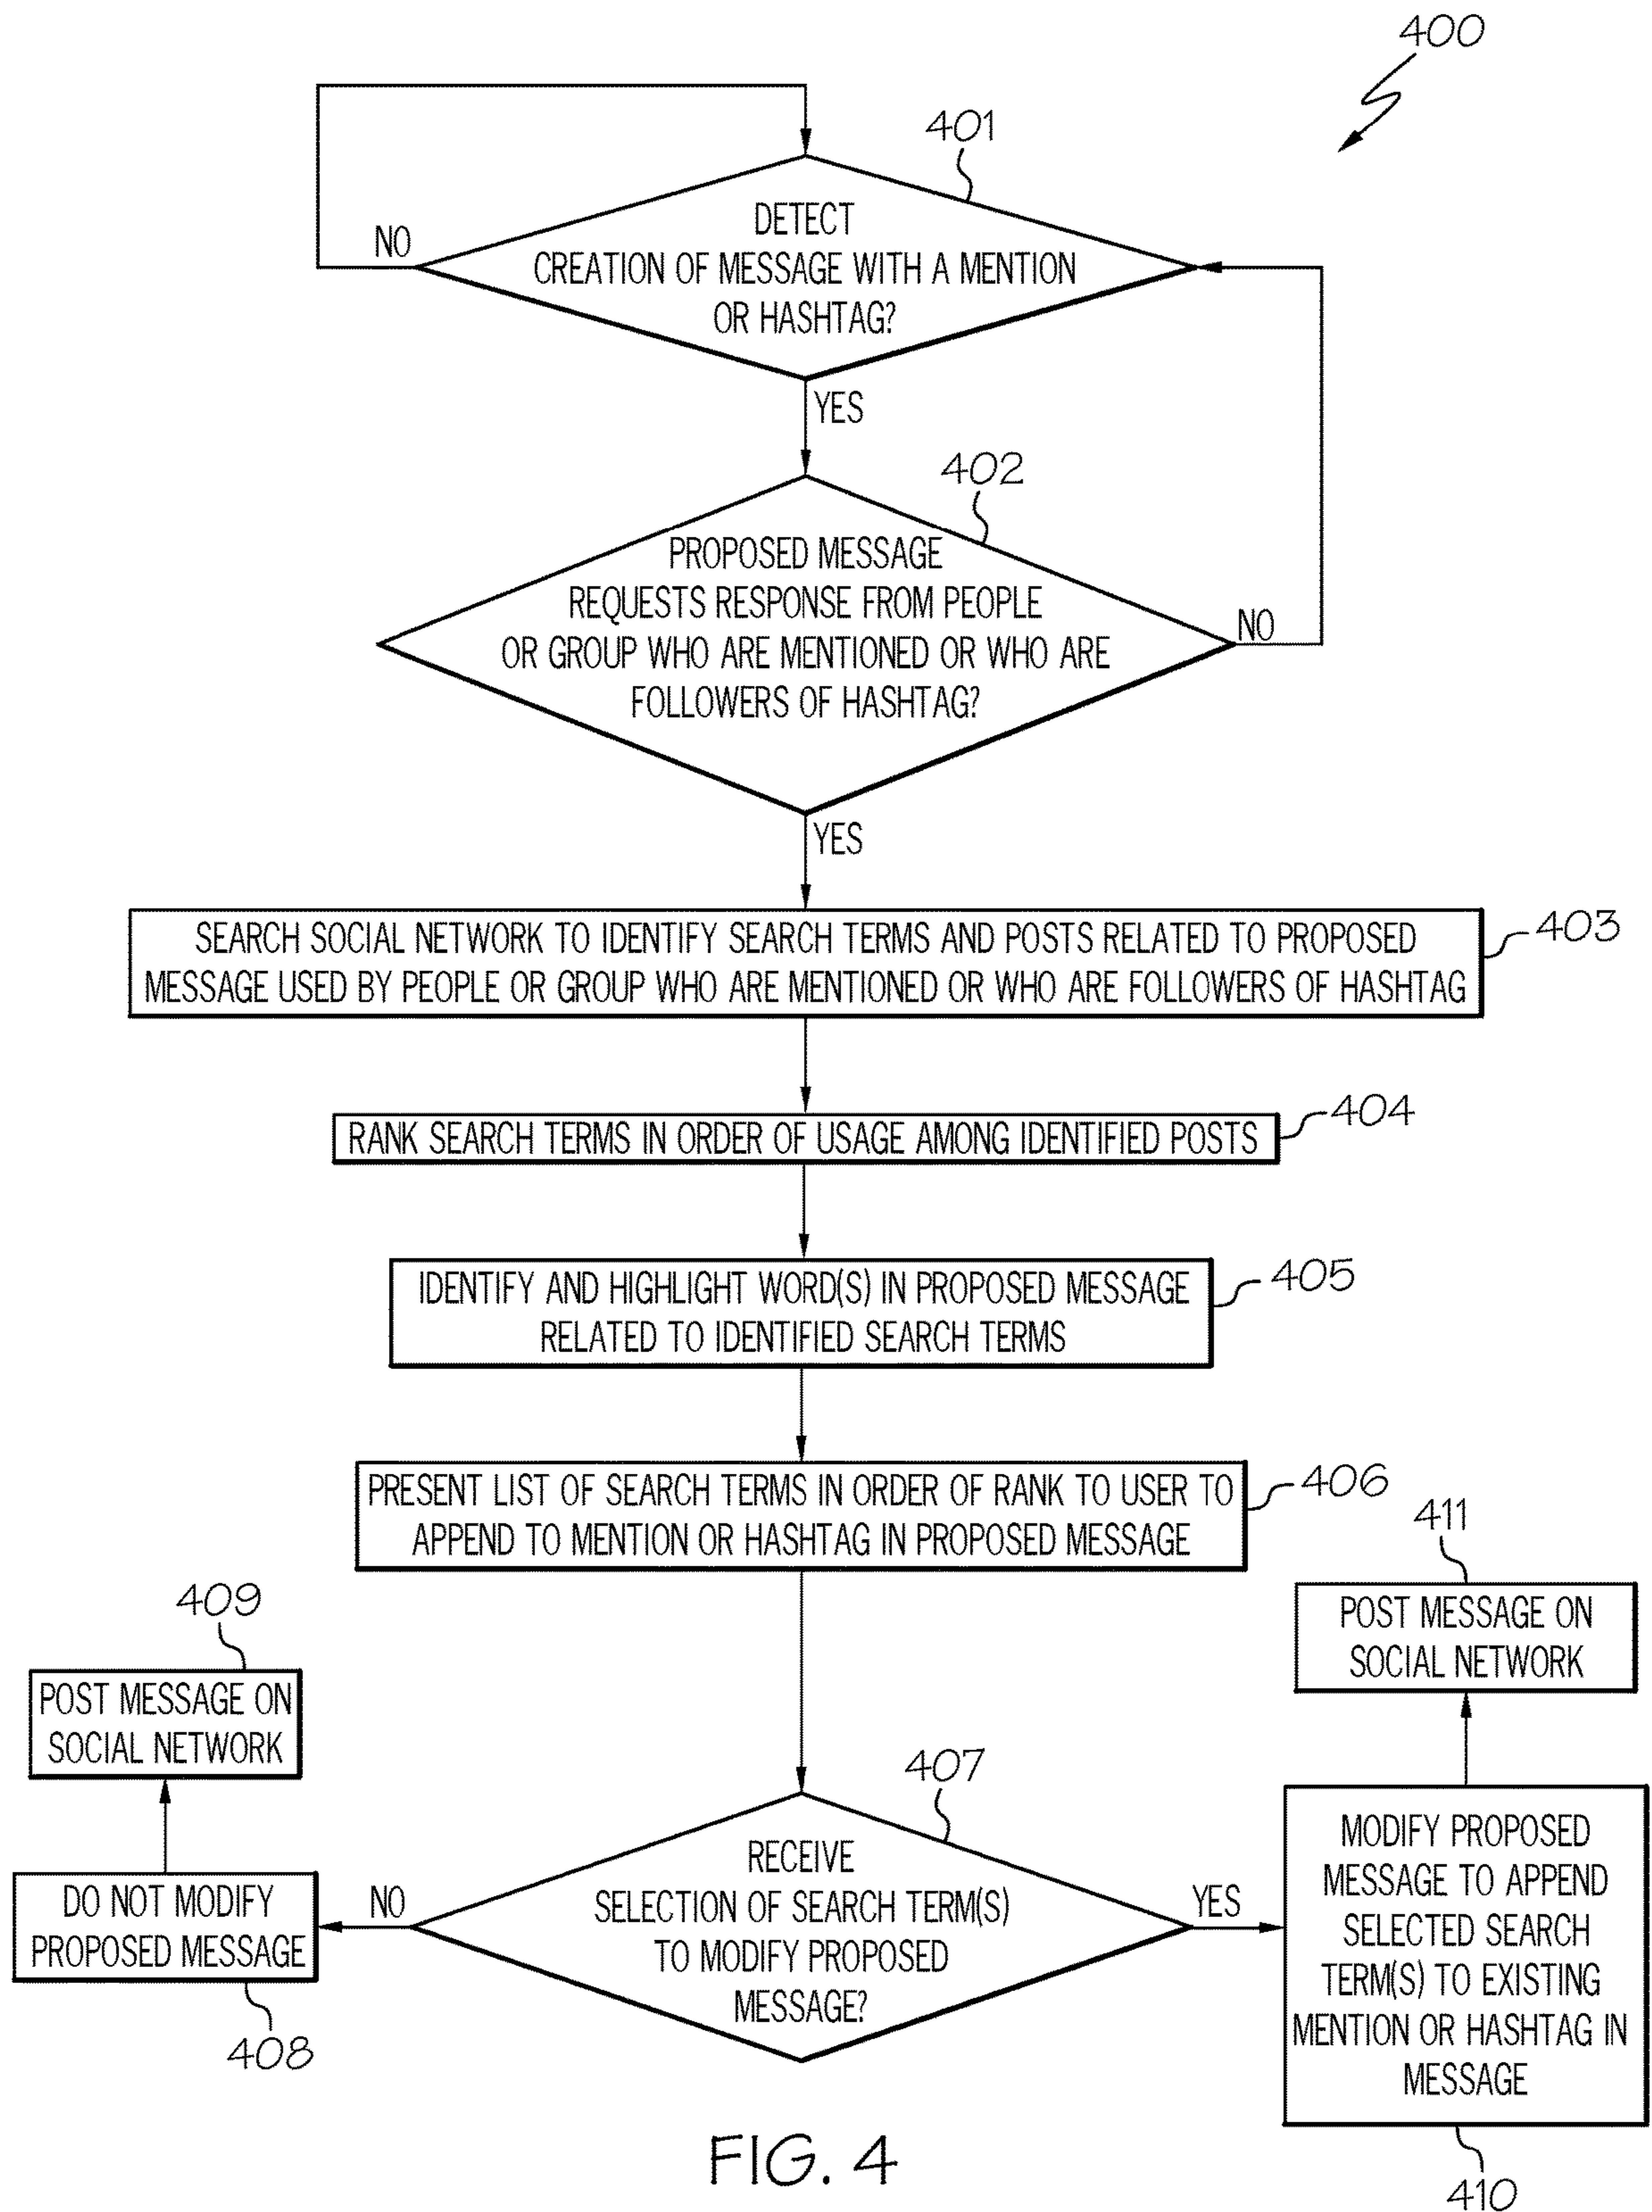 400
401
DETECT
CREATION OF MESSAGE WITH A MENTION
OR HASHTAG?
NO
YES
402
PROPOSED MESSAGE
REQUESTS RESPONSE FROM PEOPLE
OR GROUP WHO ARE MENTIONED OR WHO ARE
FOLLOWERS OF HASHTAG?
NO
YES
403
SEARCH SOCIAL NETWORK TO IDENTIFY SEARCH TERMS AND POSTS RELATED TO PROPOSED
MESSAGE USED BY PEOPLE OR GROUP WHO ARE MENTIONED OR WHO ARE FOLLOWERS OF HASHTAG
404
RANK SEARCH TERMS IN ORDER OF USAGE AMONG IDENTIFIED POSTS
405
IDENTIFY AND HIGHLIGHT WORD(S) IN PROPOSED MESSAGE
RELATED TO IDENTIFIED SEARCH TERMS
406
PRESENT LIST OF SEARCH TERMS IN ORDER OF RANK TO USER TO
APPEND TO MENTION OR HASHTAG IN PROPOSED MESSAGE
407
RECEIVE
SELECTION OF SEARCH TERM(S)
TO MODIFY PROPOSED
MESSAGE?
NO
DO NOT MODIFY
PROPOSED MESSAGE
408
409
POST MESSAGE ON
SOCIAL NETWORK
YES
MODIFY PROPOSED
MESSAGE TO APPEND
SELECTED SEARCH
TERM(S) TO EXISTING
MENTION OR HASHTAG IN
MESSAGE
410
411
POST MESSAGE ON
SOCIAL NETWORK
FIG. 4